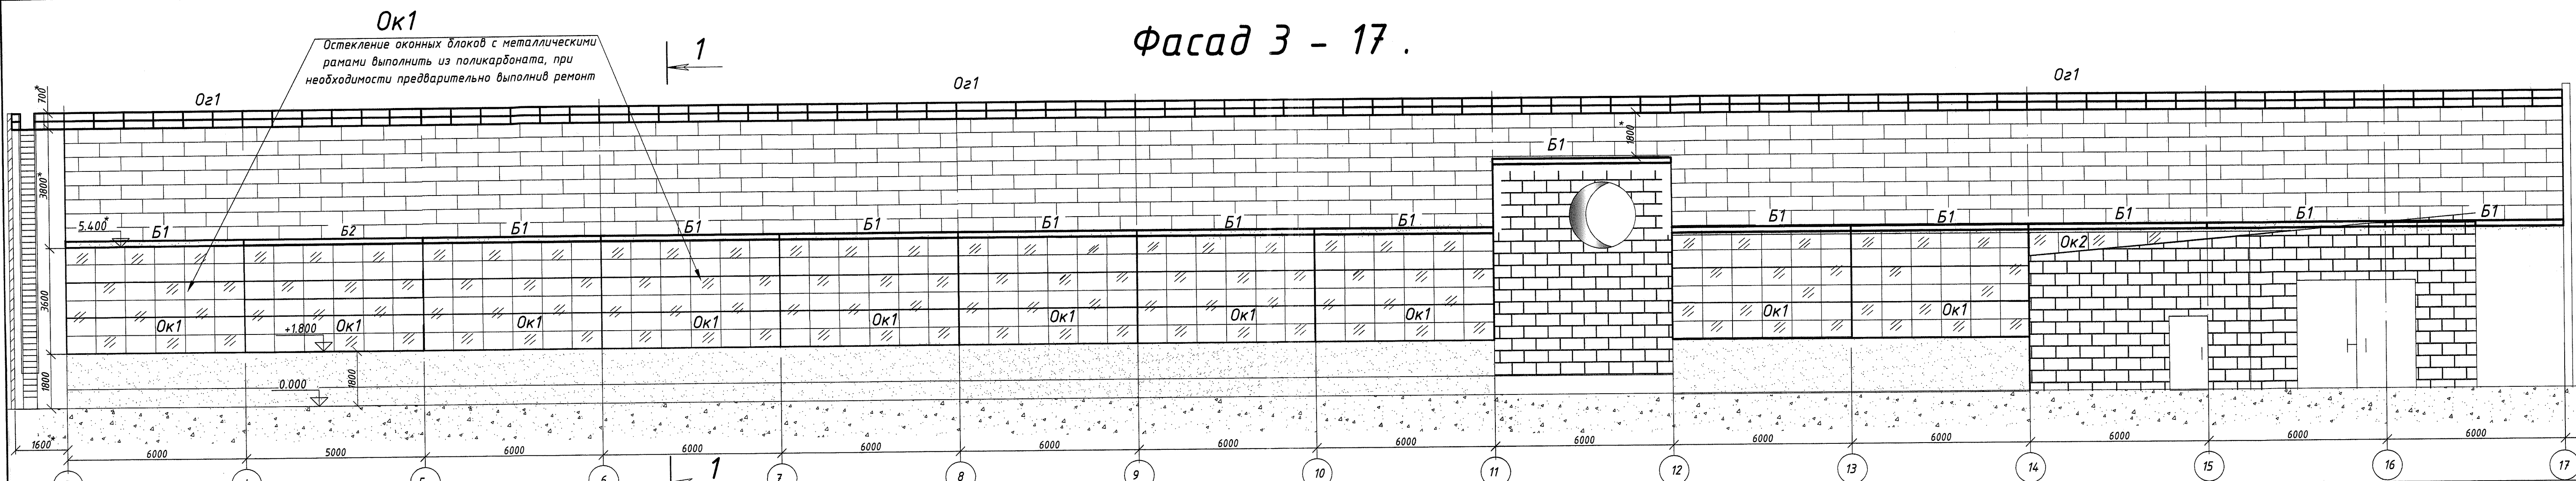 Ок1
Остекление оконных блоков с металлическими
рамами выполнить из поликарбоната, при
необходимости предварительно выполнив ремонт
1
Фасад 3 - 17 .
Ог1
Ог1
Ог1
700*
3800*
3600
1800
5.400*
+1.800
1800
0.000
1800*
Б1
Б1
Б2
Б1
Б1
Б1
Б1
Б1
Б1
Б1
Б1
Б1
Б1
Б1
Ок1
Ок1
Ок1
Ок1
Ок1
Ок1
Ок1
Ок1
Ок1
Ок1
Ок2
1600*
6000
5000
6000
6000
6000
6000
6000
6000
6000
6000
6000
6000
6000
6000
1
6
7
8
9
10
11
12
13
14
15
16
17